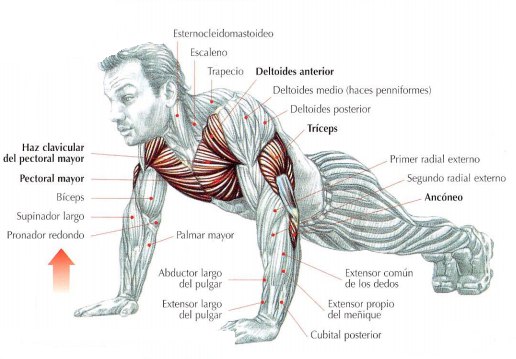 Esternocleidomastoideo
Escaleno
Trapecio
Deltoides anterior
Deltoides medio (haces penniformes)
Deltoides posterior
Tríceps
Haz clavicular
del pectoral mayor
Primer radial externo
Pectoral mayor
Segundo radial externo
Bíceps
Ancóneo
Supinador largo
Pronador redondo
Palmar mayor
Abductor largo
del pulgar
Extensor común
de los dedos
Extensor largo
del pulgar
Extensor propio
del meñique
Cubital posterior